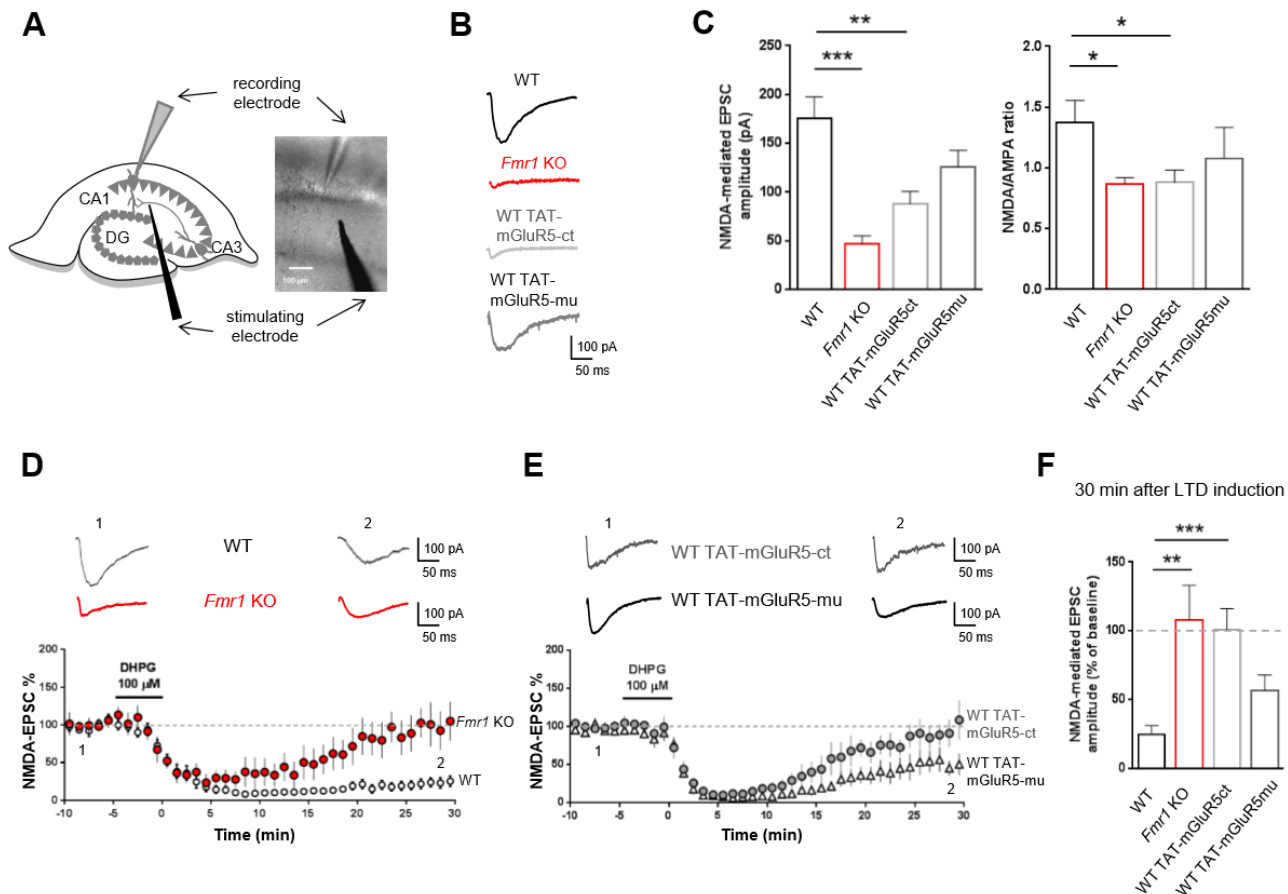 A
recording
electrode
CA1
DG
CA3
100 µm
stimulating
electrode
B
WT
Fmr1 KO
WT TAT-
mGluR5-ct
WT TAT-
mGluR5-mu
100 pA
50 ms
C
NMDA-mediated EPSC
amplitude (pA)
250
200
150
100
50
0
**
***
WT
Fmr1 KO
WT TAT-mGluR5ct
WT TAT-mGluR5mu
NMDA/AMPA ratio
2.0
1.5
1.0
0.5
0.0
*
*
WT
Fmr1 KO
WT TAT-mGluR5ct
WT TAT-mGluR5mu
D
1
2
WT
100 pA
50 ms
Fmr1 KO
100 pA
50 ms
NMDA-EPSC %
200
150
100
50
0
DHPG
100 µM
Fmr1 KO
1
2
WT
-10 -5 0 5 10 15 20 25 30
Time (min)
E
1
2
WT TAT-mGluR5-ct
100 pA
50 ms
WT TAT-mGluR5-mu
100 pA
50 ms
NMDA-EPSC %
200
150
100
50
0
DHPG
100 µM
WT TAT-
mGluR5-ct
1
WT TAT-
mGluR5-mu
2
-10 -5 0 5 10 15 20 25 30
Time (min)
F
30 min after LTD induction
NMDA-mediated EPSC
amplitude (% of baseline)
150
100
50
0
***
**
WT
Fmr1 KO
WT TAT-mGluR5ct
WT TAT-mGluR5mu